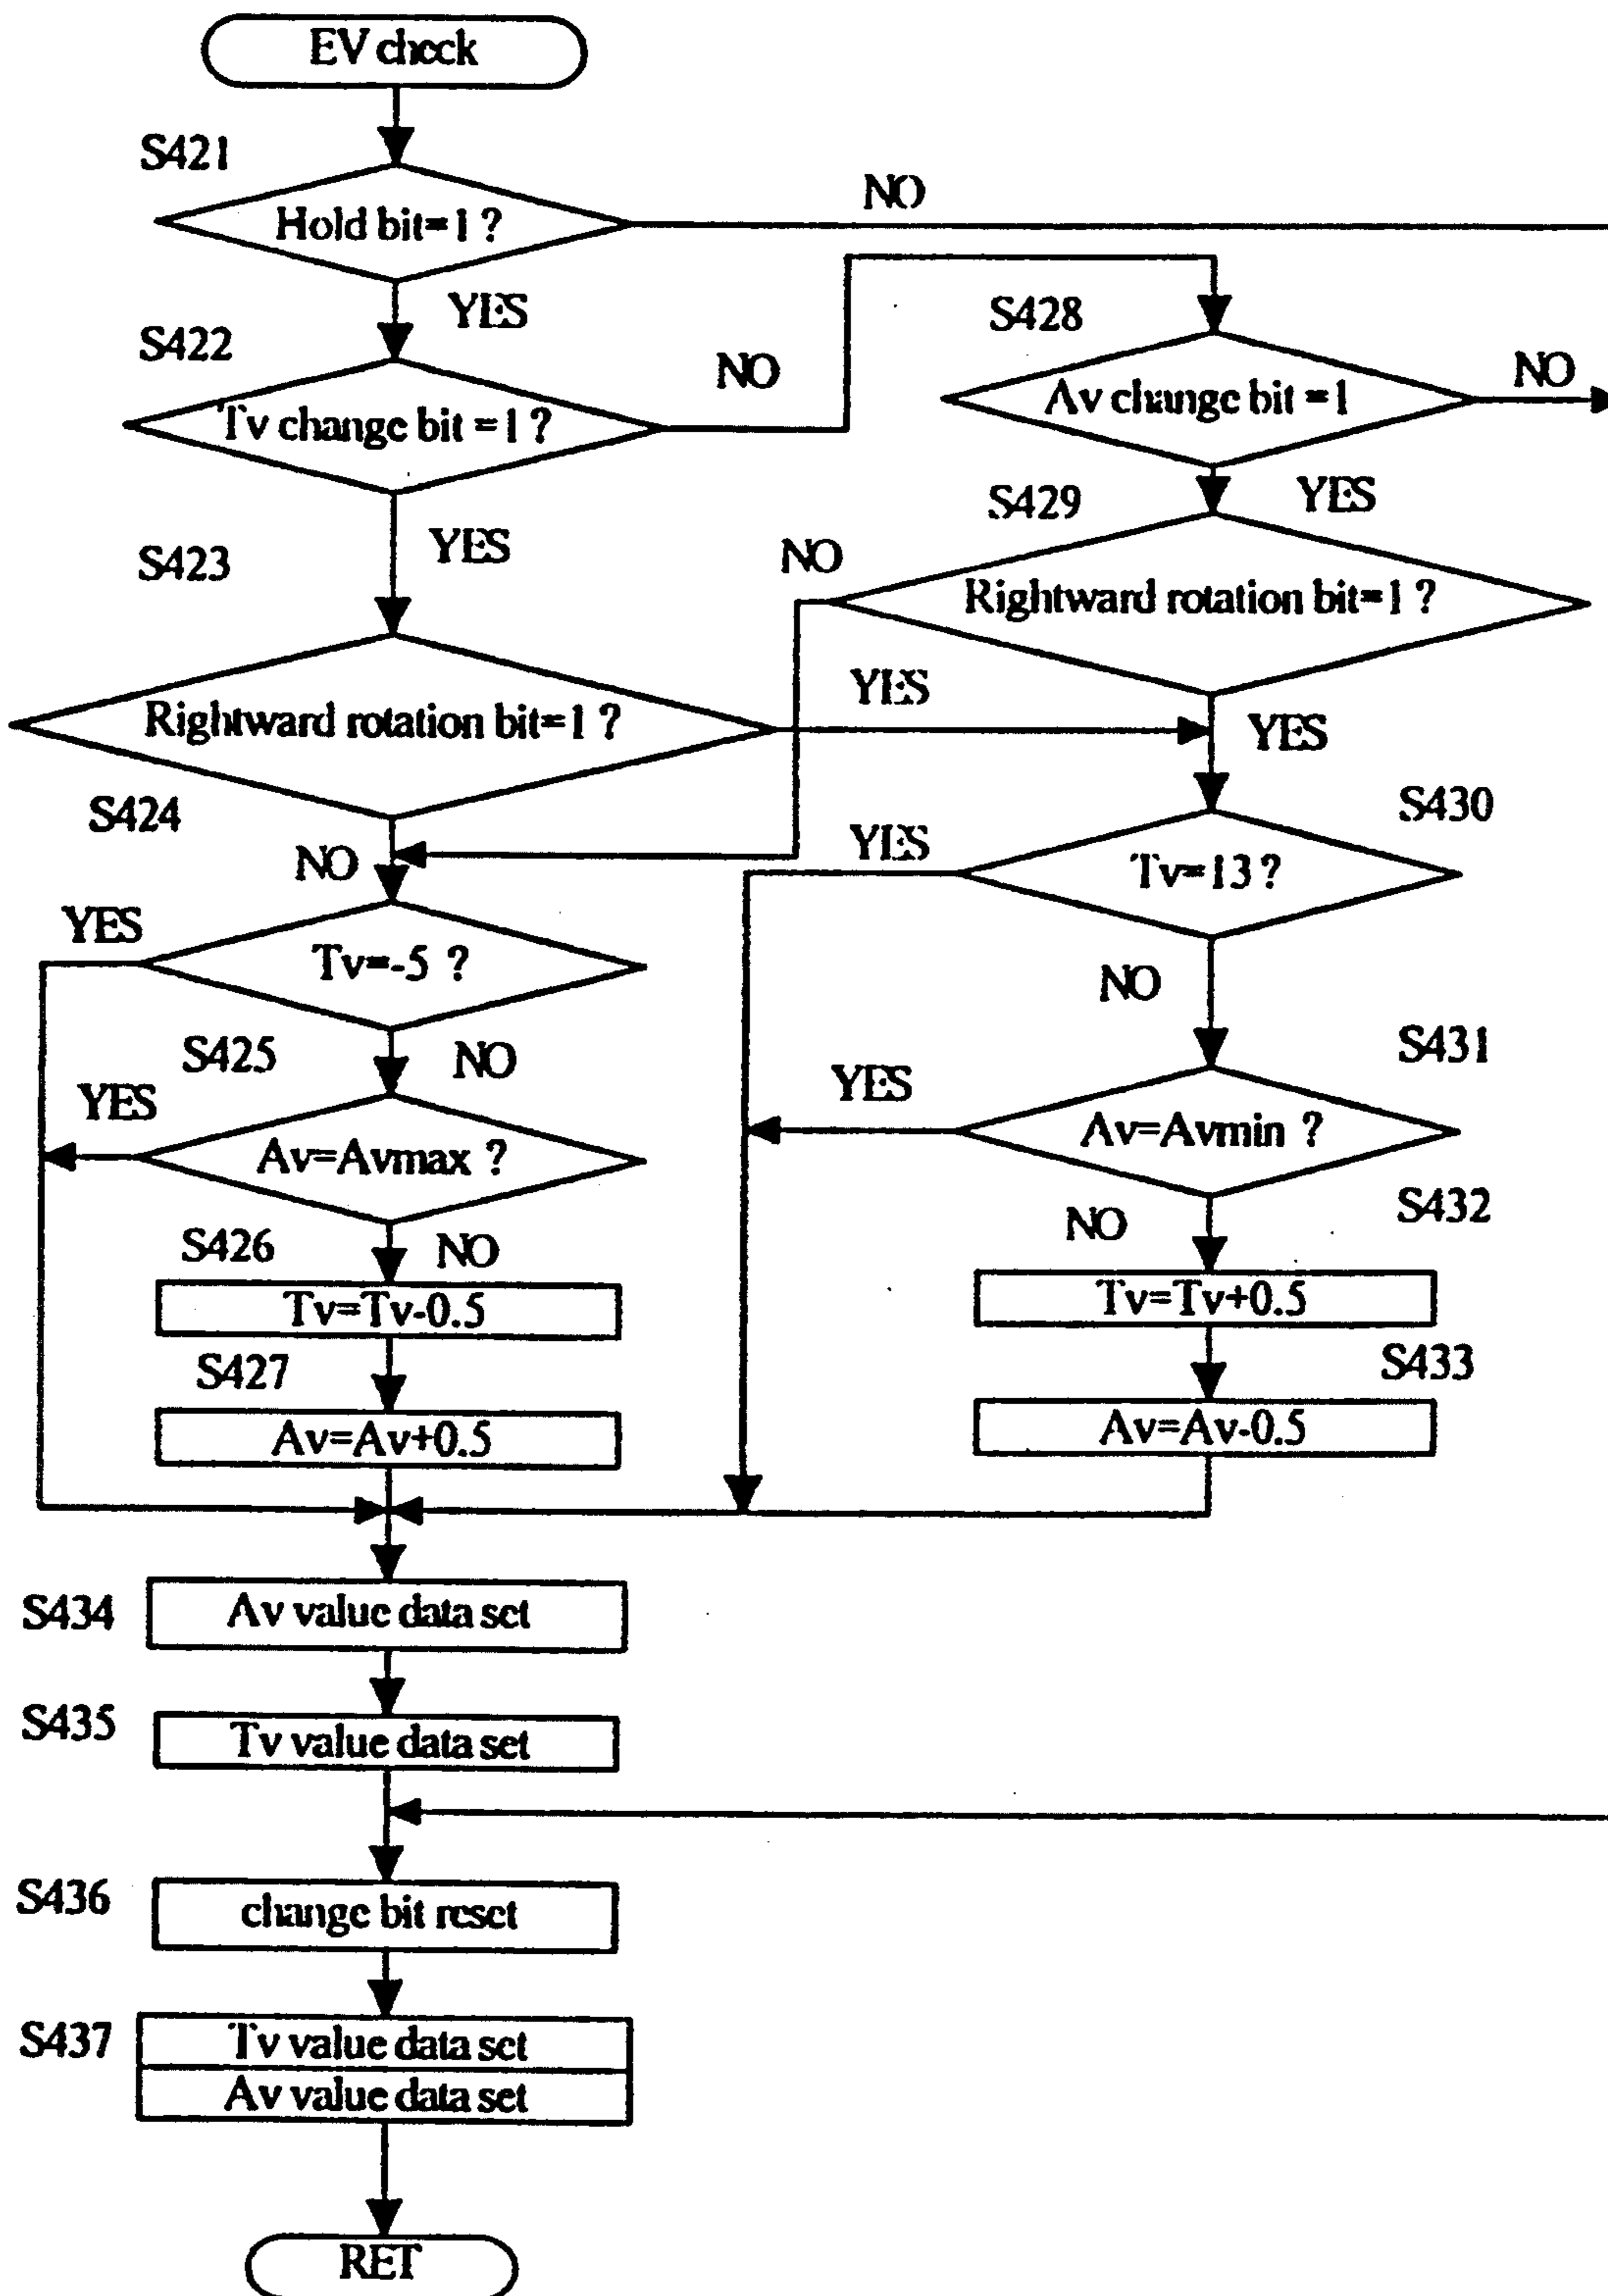 EV check
S421
NO
Hold bit=1 ?
YES
S422
NO
S428
Tv change bit =1 ?
Av change bit =1
NO
YES
S429
YES
S423
NO
Rightward rotation bit=1 ?
Rightward rotation bit=1 ?
YES
YES
S424
NO
YES
S430
Tv=13 ?
YES
Tv=-5 ?
NO
S425
NO
S431
YES
YES
Av=Avmax ?
Av=Avmin ?
S426
NO
NO
S432
Tv=Tv-0.5
Tv=Tv+0.5
S427
S433
Av=Av+0.5
Av=Av-0.5
S434
Av value data set
S435
Tv value data set
S436
change bit reset
S437
Tv value data set
Av value data set
RET